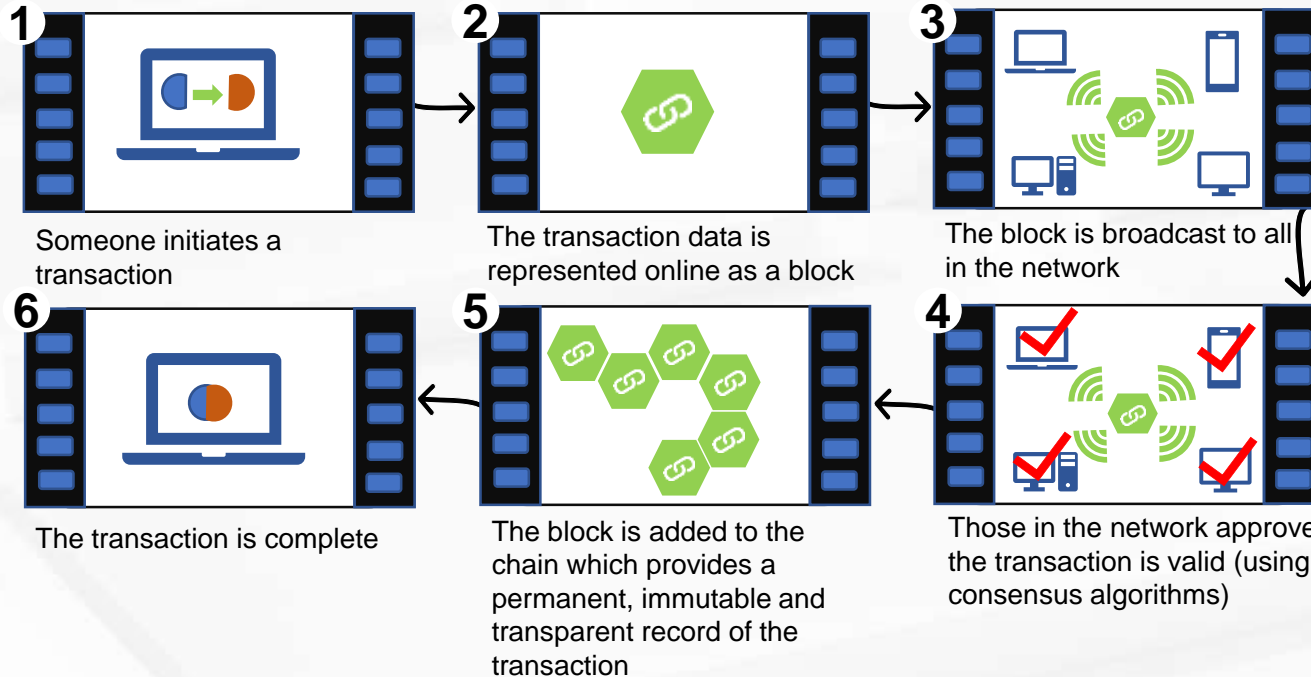 1
Someone initiates a
transaction
2
The transaction data is
represented online as a block
3
The block is broadcast to all
in the network
4
Those in the network approve
the transaction is valid (using
consensus algorithms)
5
The block is added to the
chain which provides a
permanent, immutable and
transparent record of the
transaction
6
The transaction is complete